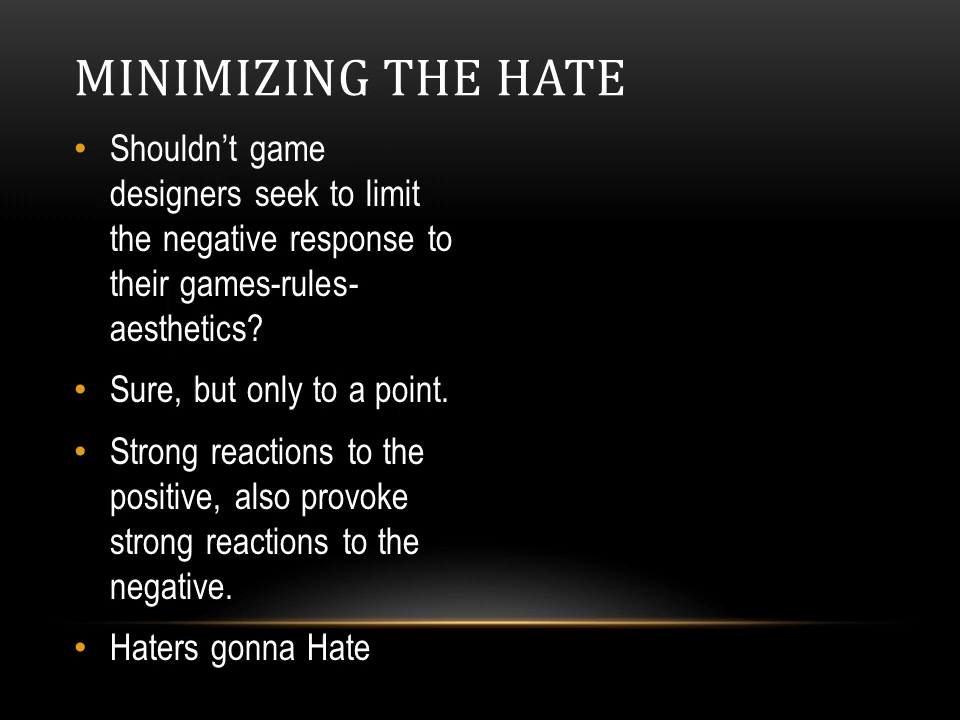 MINIMIZING THE HATE
• Shouldn’t game
designers seek to limit
the negative response to
their games-rules-
aesthetics?
• Sure, but only to a point.
• Strong reactions to the
positive, also provoke
strong reactions to the
negative.
• Haters gonna Hate